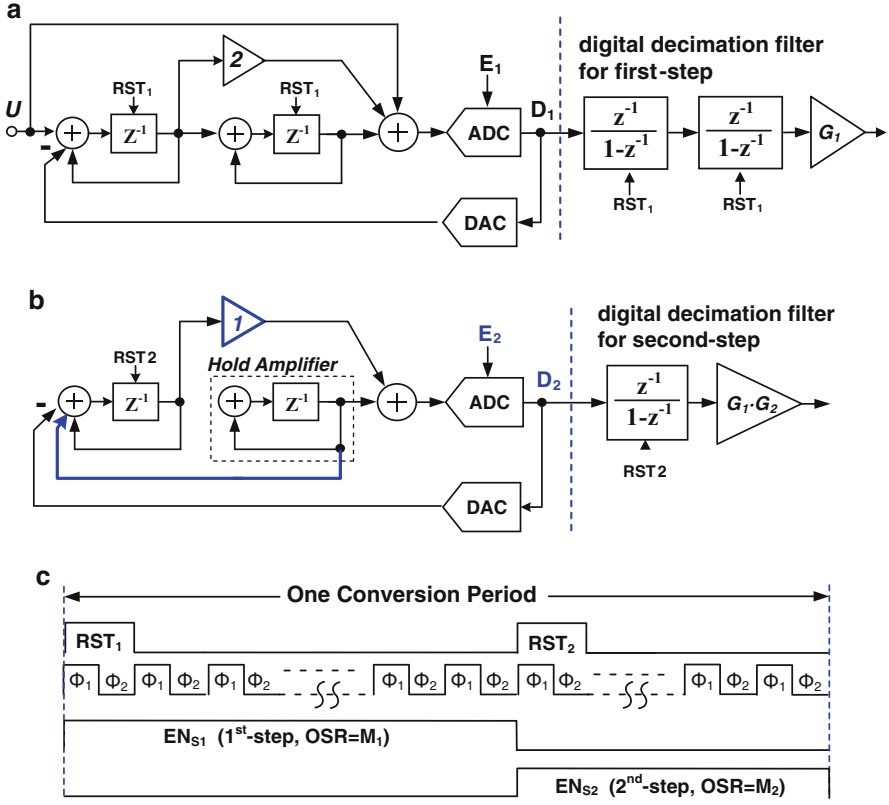 a
digital decimation filter
for first-step
U
2
RST₁
RST₁
E₁
D₁
+
Z⁻¹
+
Z⁻¹
+
ADC
z⁻¹
1-z⁻¹
z⁻¹
1-z⁻¹
G₁
-
RST₁
RST₁
DAC
b
digital decimation filter
for second-step
1
E₂
RST2
Hold Amplifier
D₂
-
+
Z⁻¹
+
Z⁻¹
+
ADC
z⁻¹
1-z⁻¹
G₁·G₂
RST2
DAC
c
One Conversion Period
RST₁
RST₂
Φ₁ Φ₂ Φ₁ Φ₂ Φ₁ Φ₂ Φ₁ Φ₂ Φ₁ Φ₂ Φ₁ Φ₂ Φ₁ Φ₂ Φ₁ Φ₂
EN_S1 (1ˢᵗ-step, OSR=M₁)
EN_S2 (2ⁿᵈ-step, OSR=M₂)